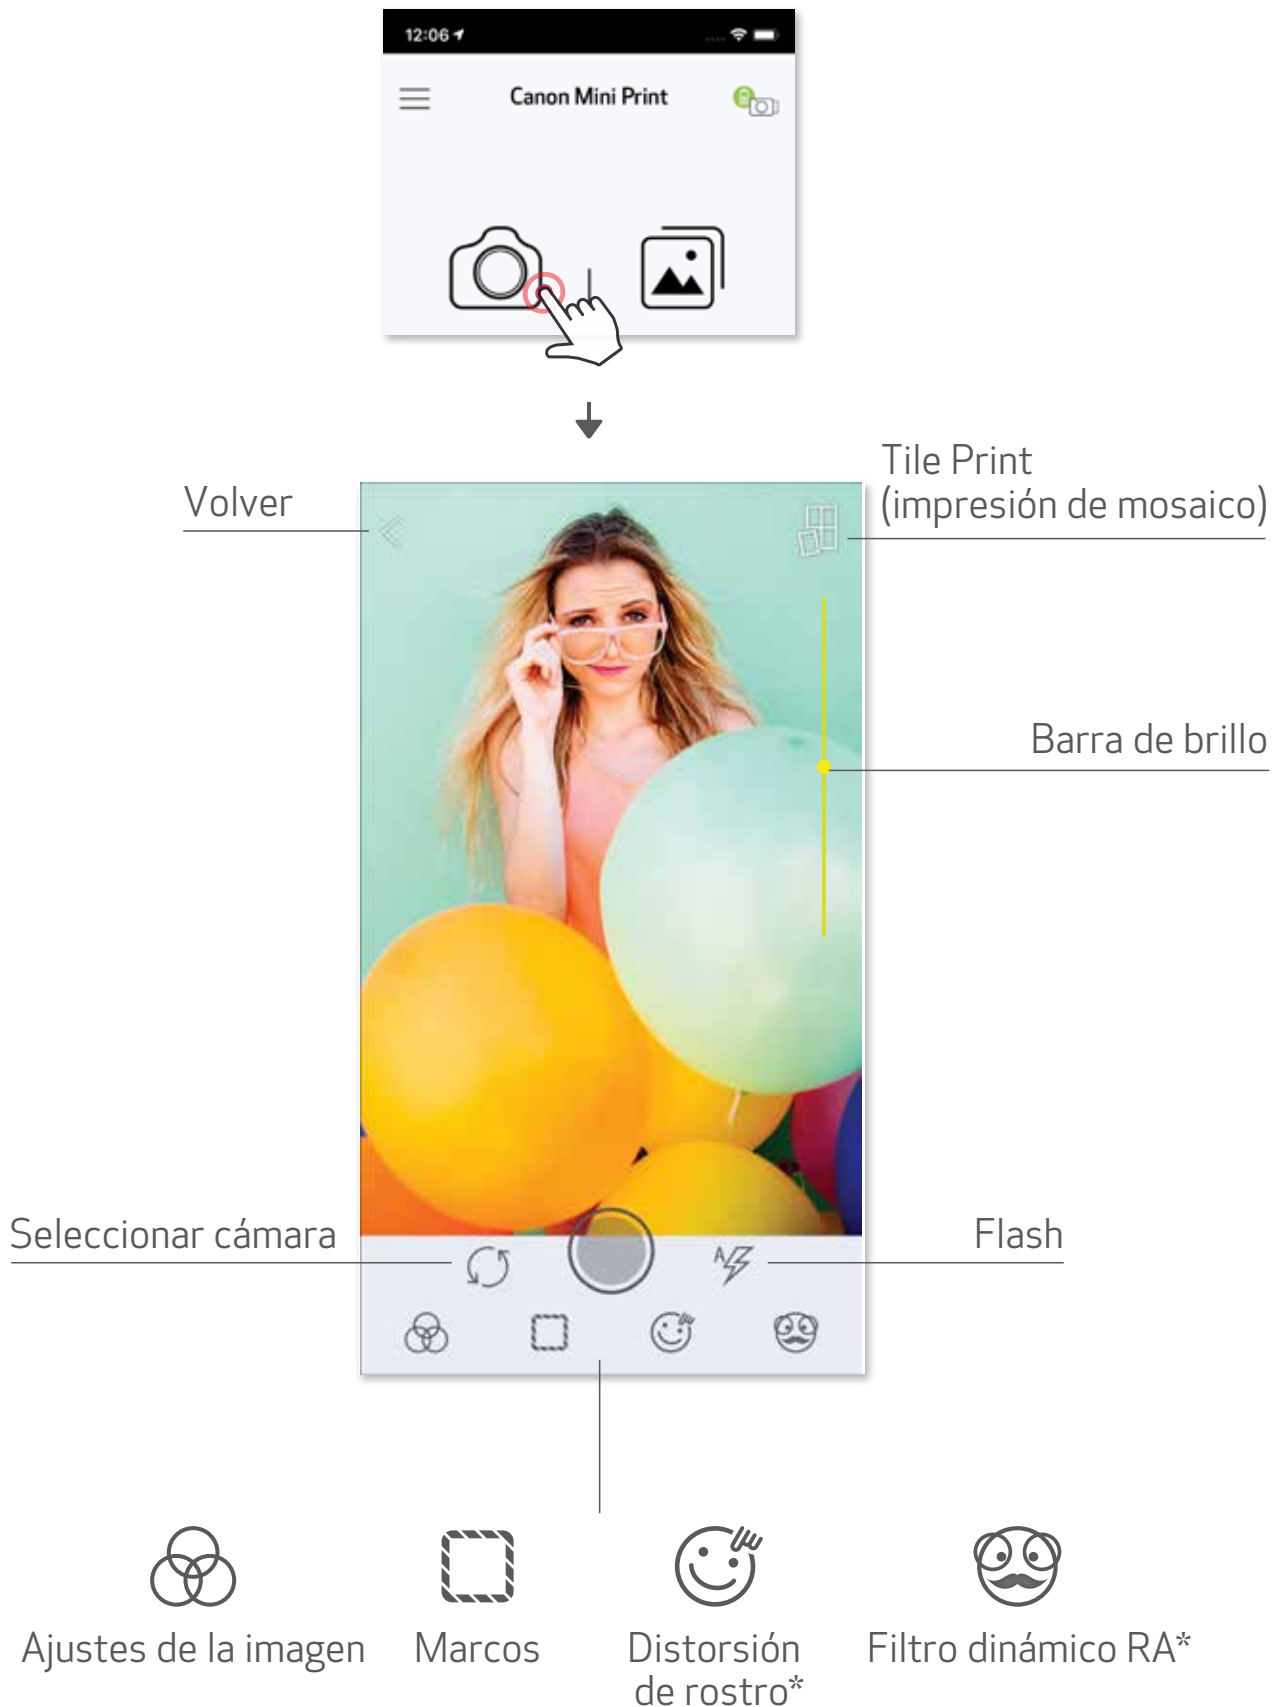 12:06
Canon Mini Print
Volver
Tile Print
(impresión de mosaico)
Barra de brillo
Seleccionar cámara
A
Flash
Ajustes de la imagen
Marcos
Distorsión
de rostro*
Filtro dinámico RA*